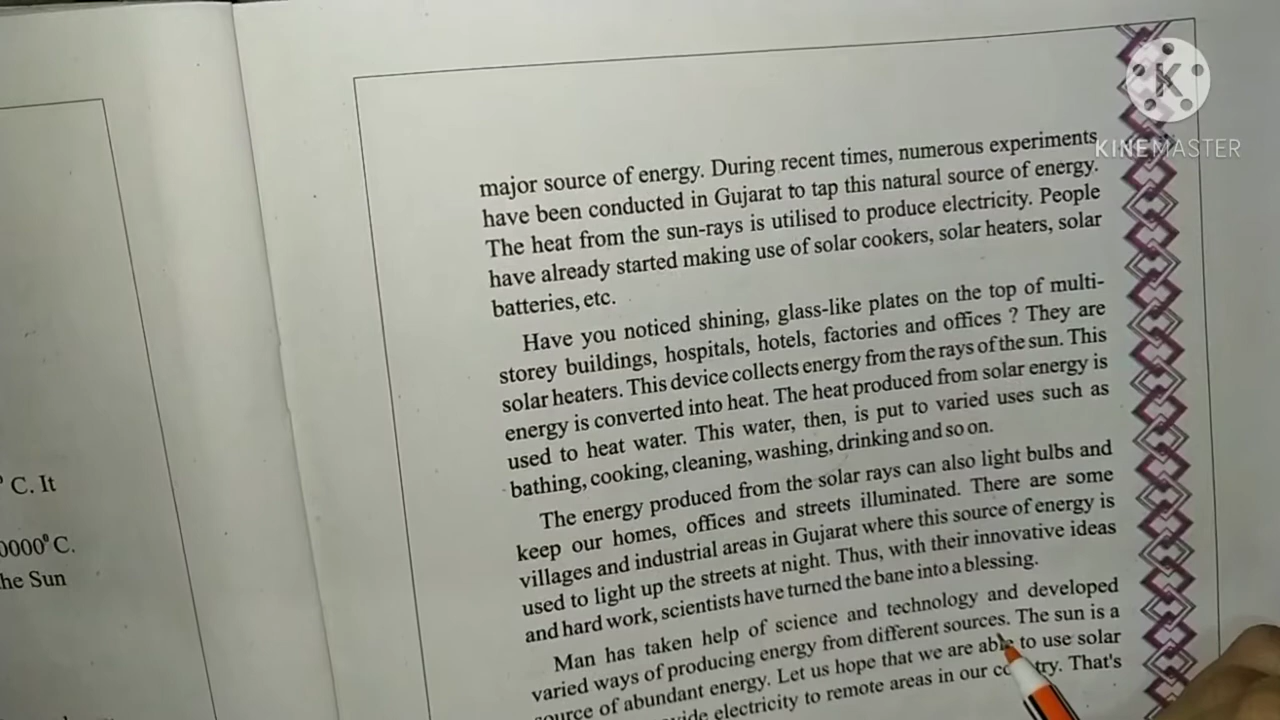 major source of energy. During recent times, numerous experiments
have been conducted in Gujarat to tap this natural source of energy.
The heat from the sun-rays is utilised to produce electricity. People
have already started making use of solar cookers, solar heaters, solar
batteries, etc.
Have you noticed shining, glass-like plates on the top of multi-
storey buildings, hospitals, hotels, factories and offices ? They are
solar heaters. This device collects energy from the rays of the sun. This
energy is converted into heat. The heat produced from solar energy is
used to heat water. This water, then, is put to varied uses such as
bathing, cooking, cleaning, washing, drinking and so on.
The energy produced from the solar rays can also light bulbs and
keep our homes, offices and streets illuminated. There are some
villages and industrial areas in Gujarat where this source of energy is
used to light up the streets at night. Thus, with their innovative ideas
and hard work, scientists have turned the bane into a blessing.
Man has taken help of science and technology and developed
varied ways of producing energy from different sources. The sun is a
source of abundant energy. Let us hope that we are able to use solar
electricity to remote areas in our country. That's
C. It
0000⁰C.
he Sun
K
KINEMASTER